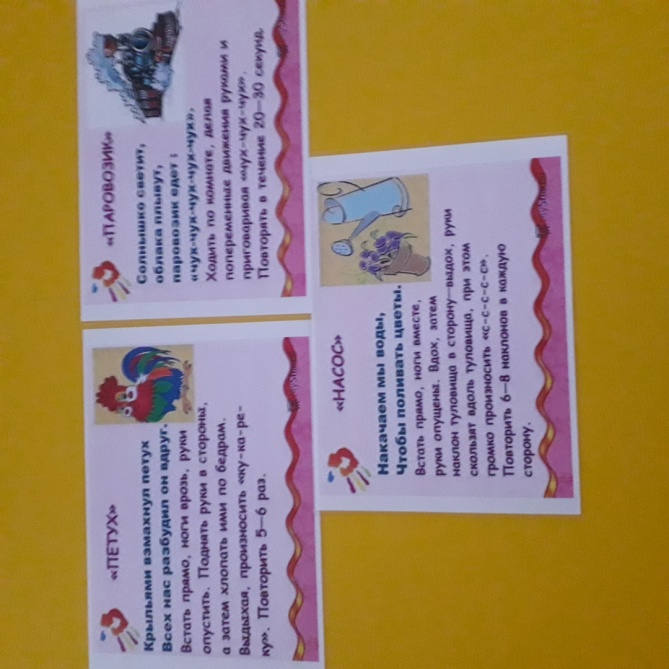 «ПЕТУХ»
Крыльями взмахнул петух
Всех нас разбудил он вдруг.
Встать прямо, ноги врозь, руки
опустить. Поднять руки в стороны,
а затем хлопать ими по бедрам.
Выдыхая, произносить «ку-ка-ре-
ку». Повторить 5—6 раз.
«ПАРОВОЗИК»
Солнышко светит,
облака плывут,
паровозик едет:
«чух-чух-чух-чух-чух».
Ходить по комнате, делая
попеременные движения руками и
приговаривая «чух-чух-чух».
Повторять в течение 20—30 секунд.
«НАСОС»
Накачаем мы воды,
Чтобы поливать цветы.
Встать прямо, ноги вместе,
руки опущены. Вдох, затем
наклон туловища в сторону—выдох, руки
скользят вдоль туловища, при этом
громко произносить «с-с-с-с-с».
Повторить 6—8 наклонов в каждую
сторону.